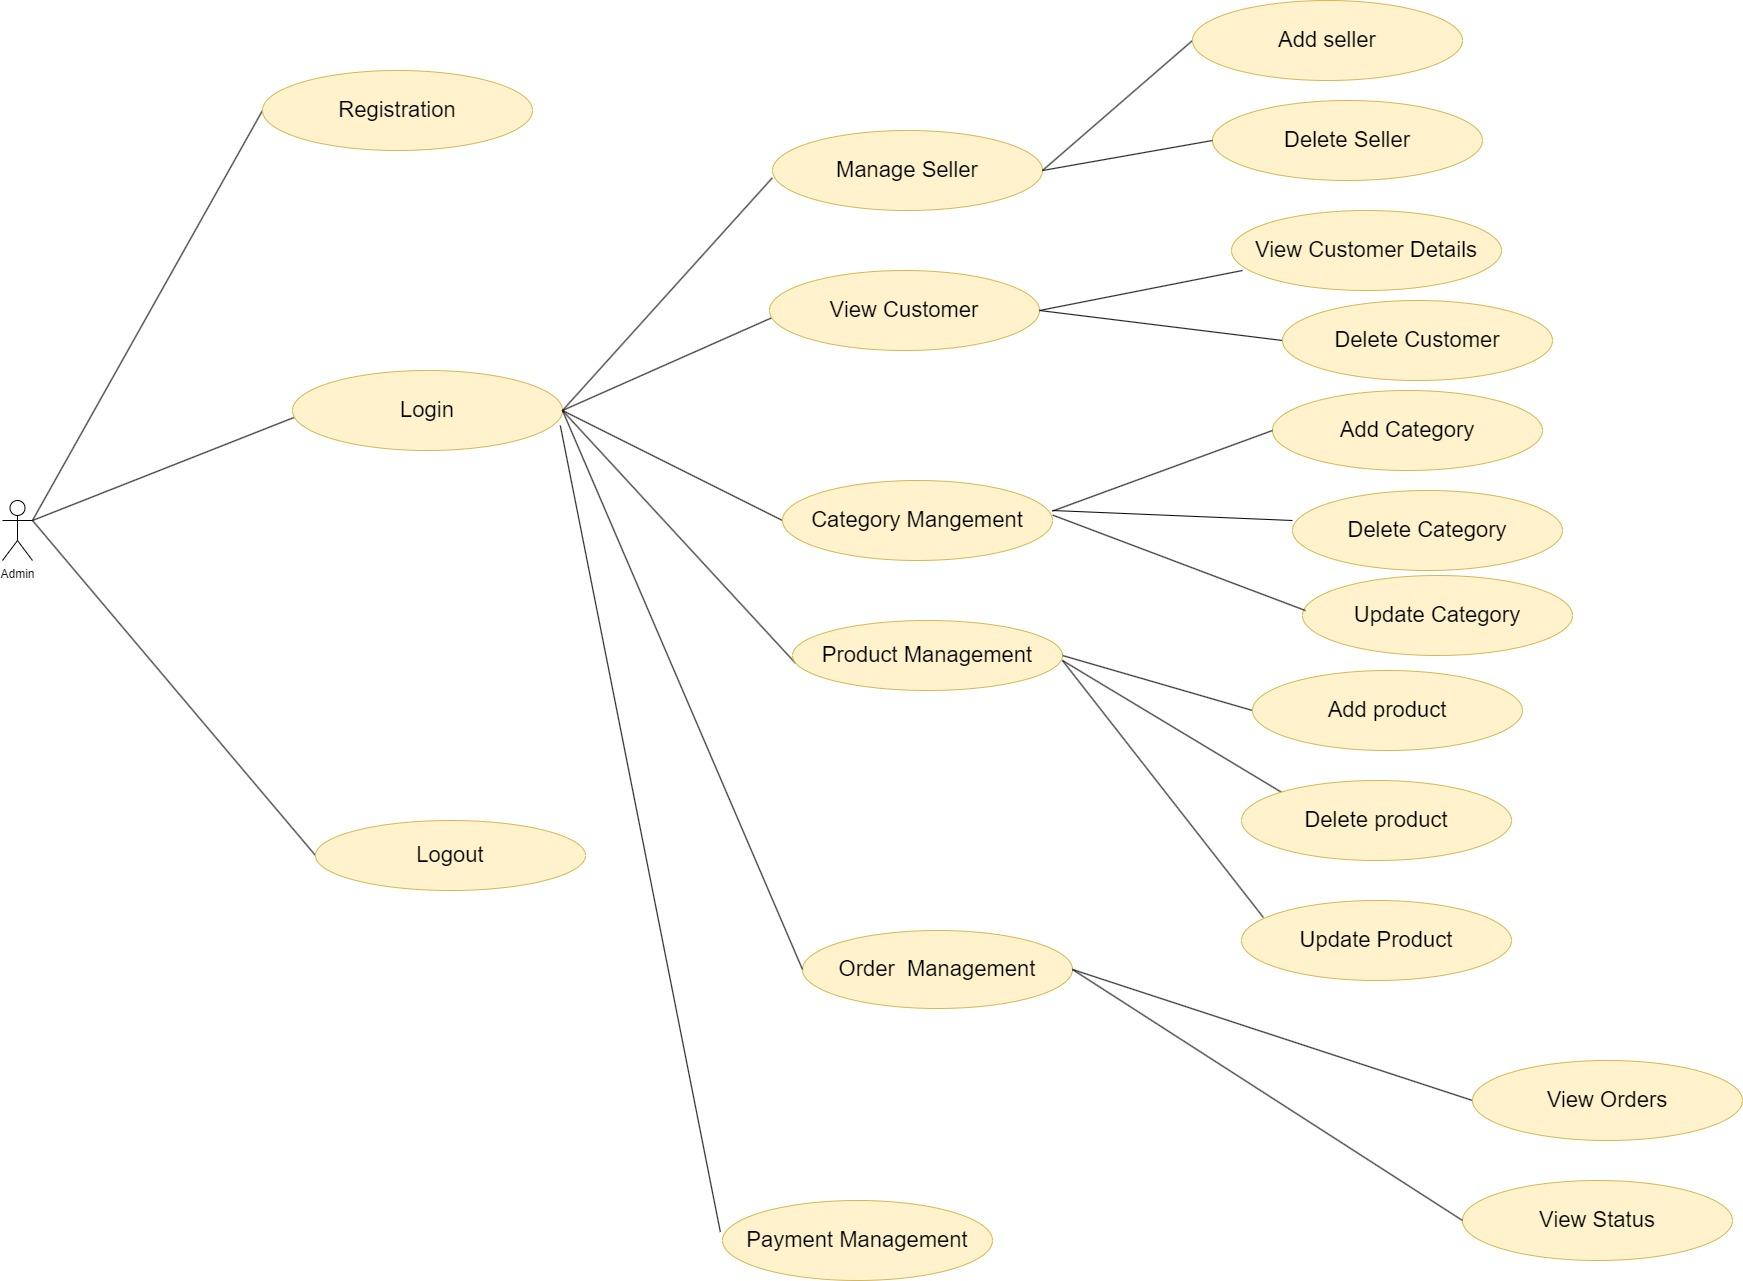 Add seller
Registration
Delete Seller
Manage Seller
View Customer Details
View Customer
Delete Customer
Login
Add Category
Category Mangement
Delete Category
Admin
Update Category
Product Management
Add product
Delete product
Logout
Update Product
Order  Management
View Orders
View Status
Payment Management